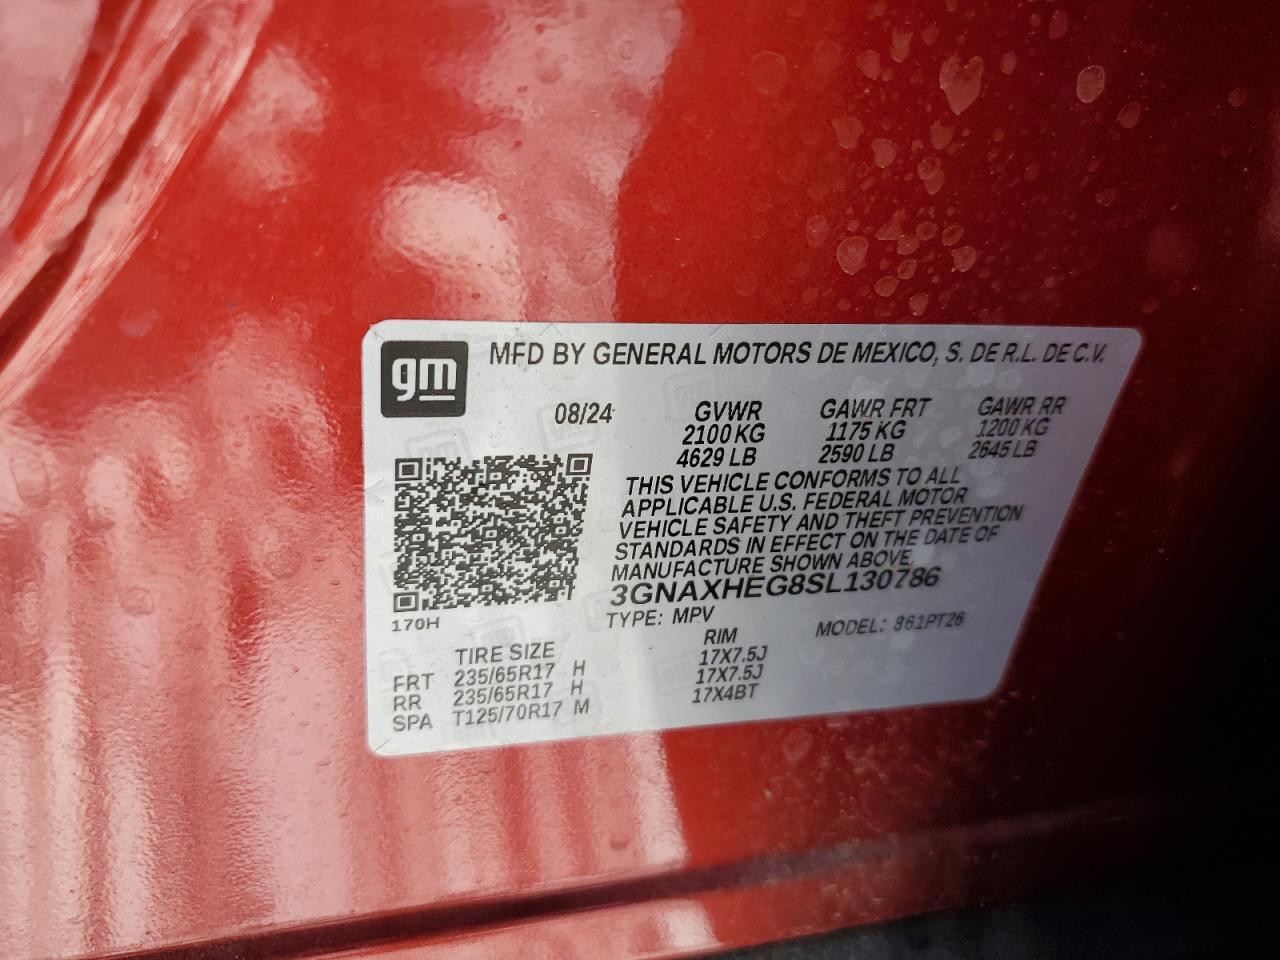 gm
MFD BY GENERAL MOTORS DE MEXICO, S. DE R.L. DE C.V.
08/24 GVWR GAWR FRT GAWR RR
2100 KG 1175 KG 1200 KG
4629 LB 2590 LB 2645 LB
THIS VEHICLE CONFORMS TO ALL
APPLICABLE U.S. FEDERAL MOTOR
VEHICLE SAFETY AND THEFT PREVENTION
STANDARDS IN EFFECT ON THE DATE OF
MANUFACTURE SHOWN ABOVE.
3GNAXHEG8SL130786
170H
TYPE: MPV MODEL: 861PT26
TIRE SIZE RIM
FRT 235/65R17 H 17X7.5J
RR 235/65R17 H 17X7.5J
SPA T125/70R17 M 17X4BT